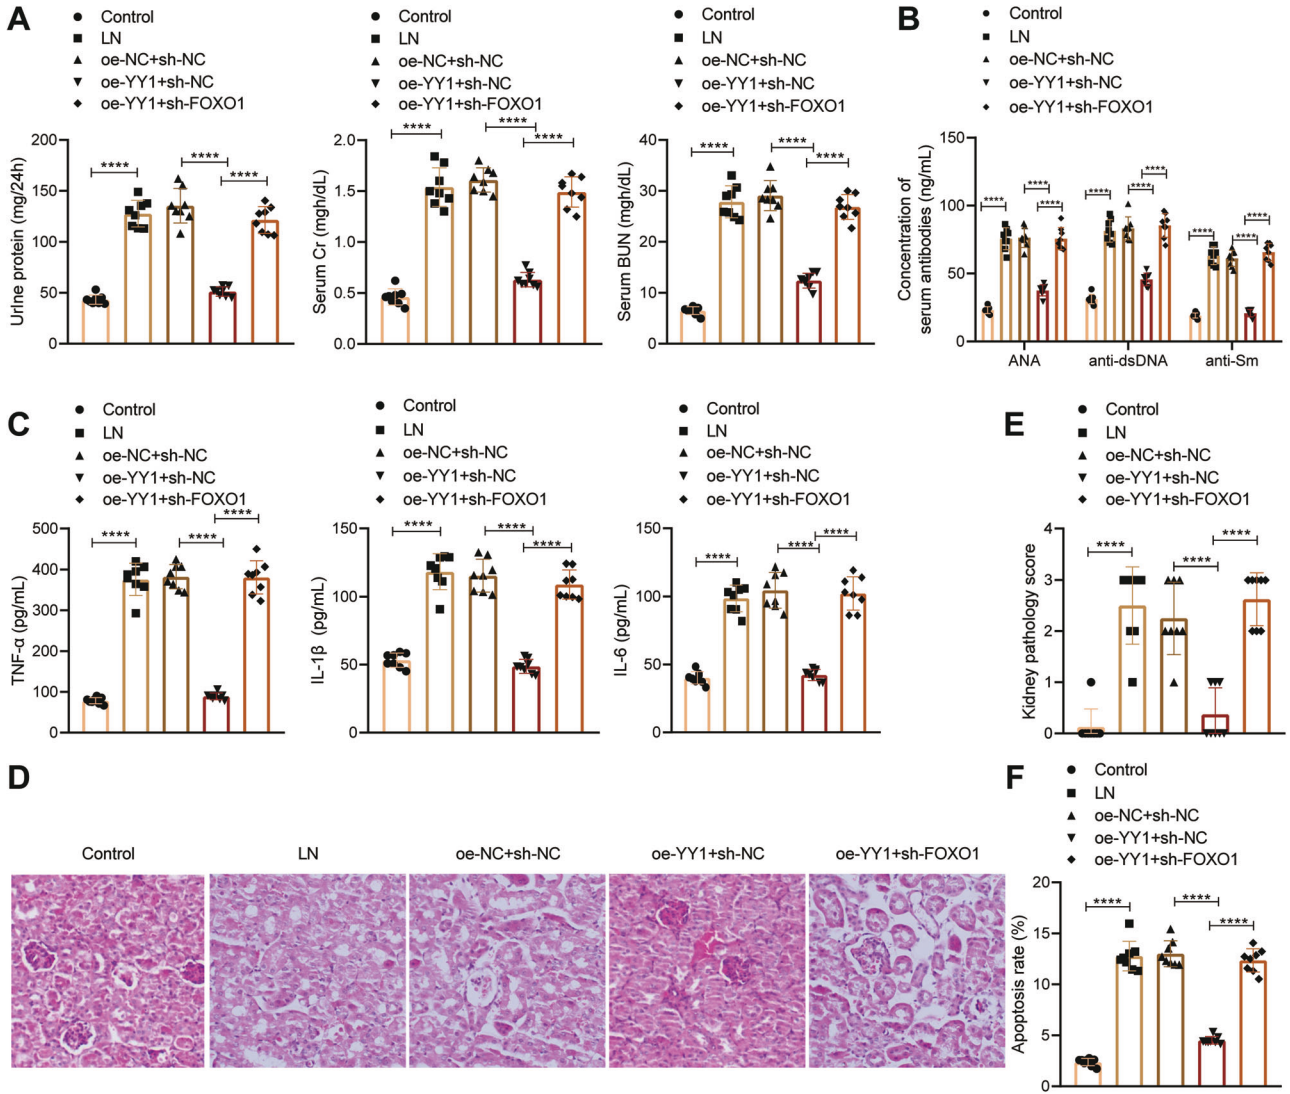 A
Control
LN
oe-NC+sh-NC
oe-YY1+sh-NC
oe-YY1+sh-FOXO1
Urine protein (mg/24h)
200
150
100
50
0
****
****
****
Control
LN
oe-NC+sh-NC
oe-YY1+sh-NC
oe-YY1+sh-FOXO1
Serum Cr (mgh/dL)
2.0
1.5
1.0
0.5
0.0
****
****
****
Control
LN
oe-NC+sh-NC
oe-YY1+sh-NC
oe-YY1+sh-FOXO1
Serum BUN (mgh/dL)
40
30
20
10
0
****
****
****
B
Control
LN
oe-NC+sh-NC
oe-YY1+sh-NC
oe-YY1+sh-FOXO1
Concentration of
serum antibodies (ng/mL)
150
100
50
0
****
****
****
****
****
****
****
****
****
ANA
anti-dsDNA
anti-Sm
C
Control
LN
oe-NC+sh-NC
oe-YY1+sh-NC
oe-YY1+sh-FOXO1
TNF-α (pg/mL)
500
400
300
200
100
0
****
****
****
Control
LN
oe-NC+sh-NC
oe-YY1+sh-NC
oe-YY1+sh-FOXO1
IL-1β (pg/mL)
150
100
50
0
****
****
****
Control
LN
oe-NC+sh-NC
oe-YY1+sh-NC
oe-YY1+sh-FOXO1
IL-6 (pg/mL)
150
100
50
0
****
****
****
E
Control
LN
oe-NC+sh-NC
oe-YY1+sh-NC
oe-YY1+sh-FOXO1
Kidney pathology score
4
3
2
1
0
****
****
****
D
Control
LN
oe-NC+sh-NC
oe-YY1+sh-NC
oe-YY1+sh-FOXO1
F
Control
LN
oe-NC+sh-NC
oe-YY1+sh-NC
oe-YY1+sh-FOXO1
Apoptosis rate (%)
20
15
10
5
0
****
****
****